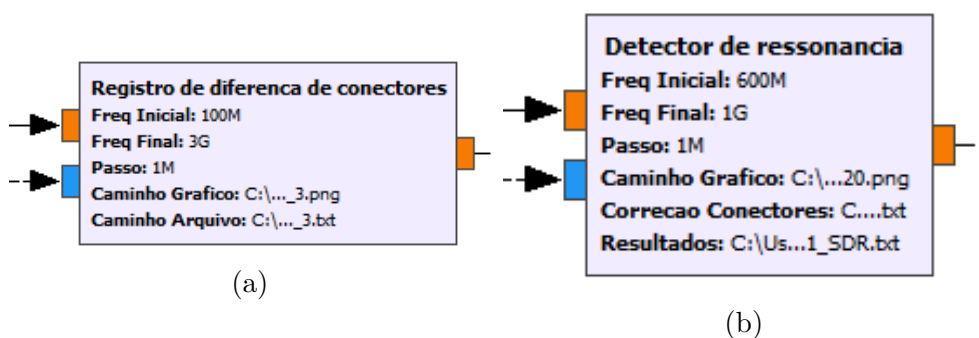 Registro de diferenca de conectores
Freq Inicial: 100M
Freq Final: 3G
Passo: 1M
Caminho Grafico: C:\..._3.png
Caminho Arquivo: C:\..._3.txt
(a)
Detector de ressonancia
Freq Inicial: 600M
Freq Final: 1G
Passo: 1M
Caminho Grafico: C:\...20.png
Correcao Conectores: C....txt
Resultados: C:\Us...1_SDR.txt
(b)